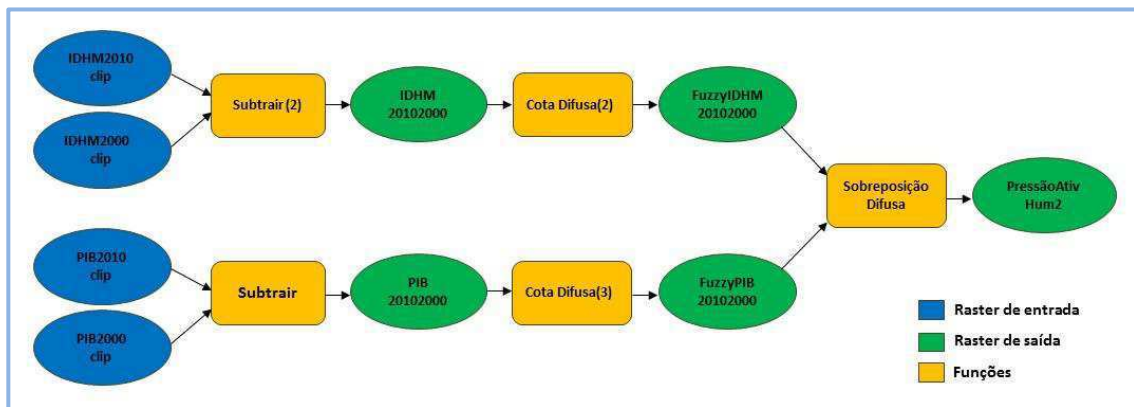 IDHM2010
clip
IDHM2000
clip
Subtrair (2)
IDHM
20102000
Cota Difusa(2)
FuzzyIDHM
20102000
PIB2010
clip
PIB2000
clip
Subtrair
PIB
20102000
Cota Difusa(3)
FuzzyPIB
20102000
Sobreposição
Difusa
PressãoAtiv
Hum2
Raster de entrada
Raster de saída
Funções